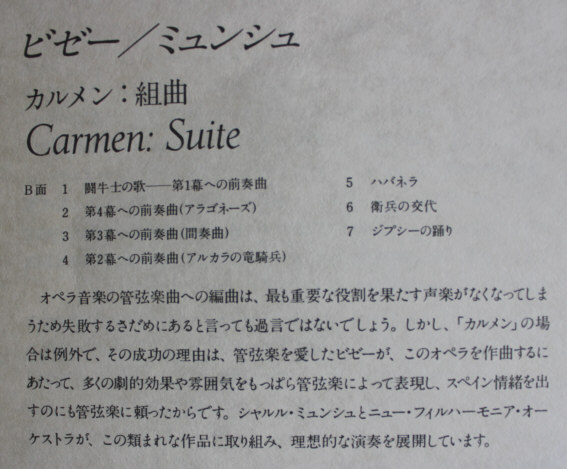 ビゼー／ミュンシュ
カルメン：組曲
Carmen: Suite
B面 1 闘牛士の歌──第1幕への前奏曲
2 第4幕への前奏曲(アラゴネーズ)
3 第3幕への前奏曲(間奏曲)
4 第2幕への前奏曲(アルカラの竜騎兵)
5 ハバネラ
6 衛兵の交代
7 ジプシーの踊り
オペラ音楽の管弦楽曲への編曲は、最も重要な役割を果たす声楽がなくなってしま
うため失敗するさだめにあると言っても過言ではないでしょう。しかし、「カルメン」の場
合は例外で、その成功の理由は、管弦楽を愛したビゼーが、このオペラを作曲するに
あたって、多くの劇的効果や雰囲気をもっぱら管弦楽によって表現し、スペイン情緒を出
すのにも管弦楽に頼ったからです。シャルル・ミュンシュとニュー・フィルハーモニア・オー
ケストラが、この類まれな作品に取り組み、理想的な演奏を展開しています。